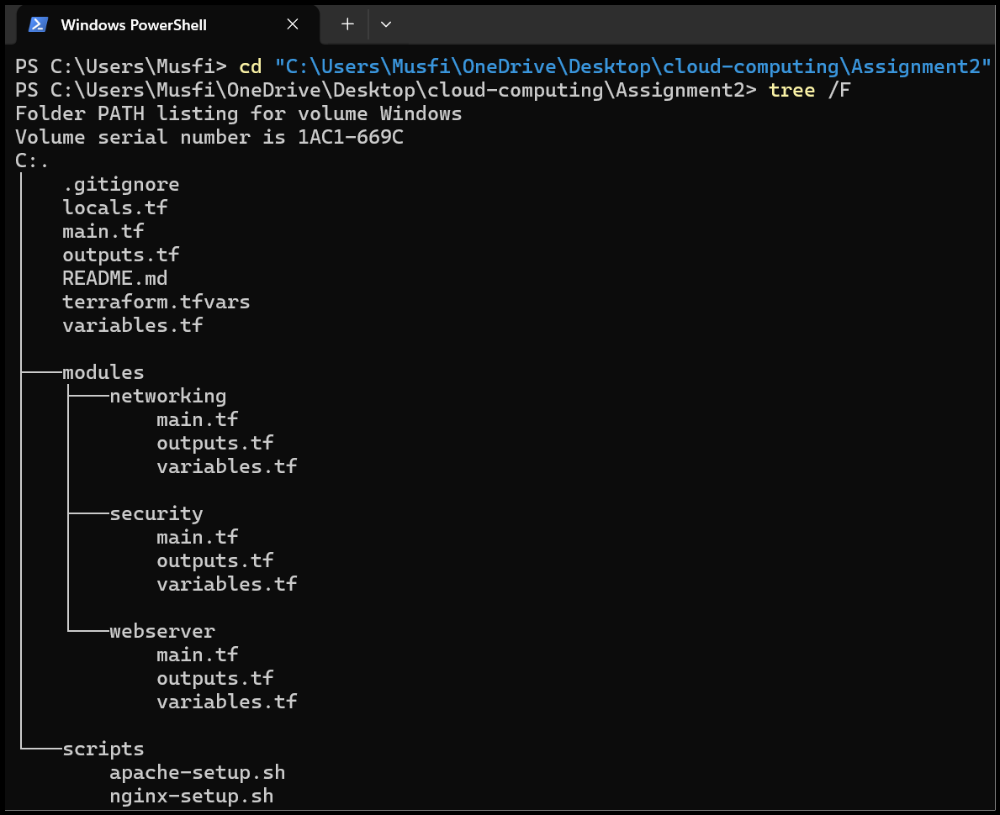 Windows PowerShell
PS C:\Users\Musfi> cd "C:\Users\Musfi\OneDrive\Desktop\cloud-computing\Assignment2"
PS C:\Users\Musfi\OneDrive\Desktop\cloud-computing\Assignment2> tree /F
Folder PATH listing for volume Windows
Volume serial number is 1AC1-669C
C:.
│   .gitignore
│   locals.tf
│   main.tf
│   outputs.tf
│   README.md
│   terraform.tfvars
│   variables.tf
│
├───modules
│   ├───networking
│   │       main.tf
│   │       outputs.tf
│   │       variables.tf
│   │
│   ├───security
│   │       main.tf
│   │       outputs.tf
│   │       variables.tf
│   │
│   └───webserver
│           main.tf
│           outputs.tf
│           variables.tf
│
└───scripts
        apache-setup.sh
        nginx-setup.sh